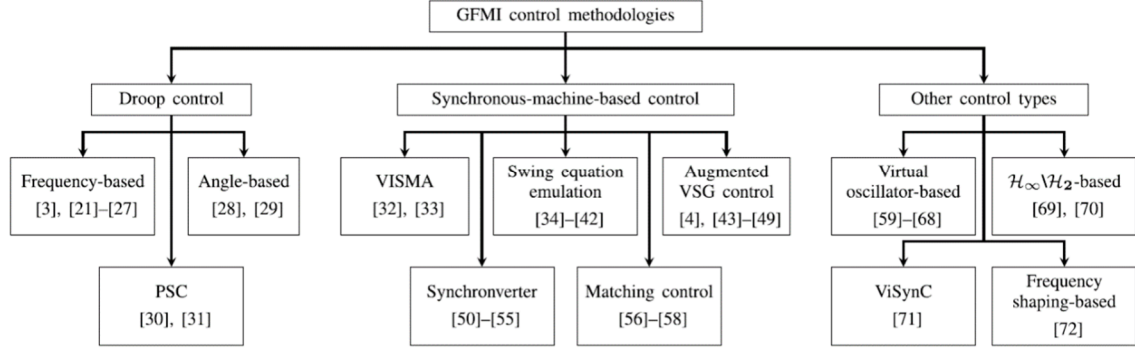 GFMI control methodologies
Droop control
Synchronous-machine-based control
Other control types
Frequency-based
[3], [21]–[27]
Angle-based
[28], [29]
VISMA
[32], [33]
Swing equation
emulation
[34]–[42]
Augmented
VSG control
[4], [43]–[49]
Virtual
oscillator-based
[59]–[68]
ℋ∞\ℋ₂-based
[69], [70]
PSC
[30], [31]
Synchronverter
[50]–[55]
Matching control
[56]–[58]
ViSynC
[71]
Frequency
shaping-based
[72]